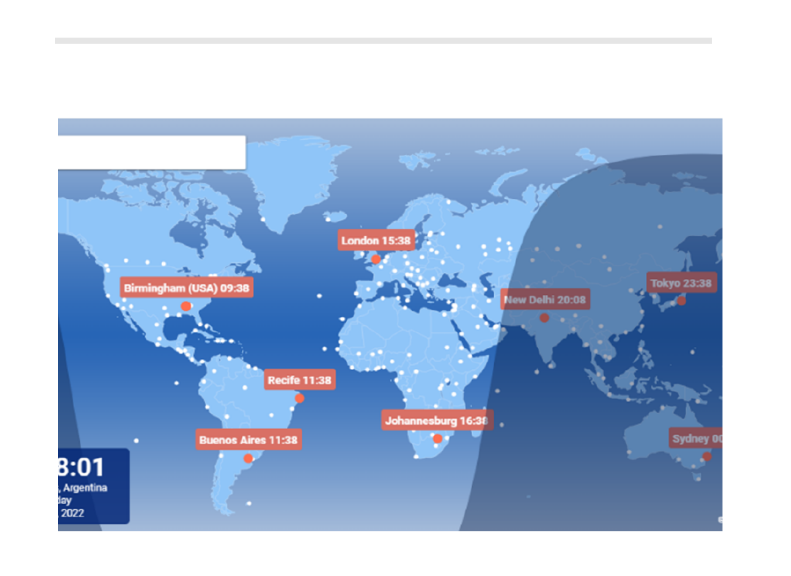 London 15:38
Birmingham (USA) 09:38
Tokyo 23:38
New Delhi 20:08
Recife 11:38
Johannesburg 16:38
Buenos Aires 11:38
Sydney 00
8:01
, Argentina
day
, 2022